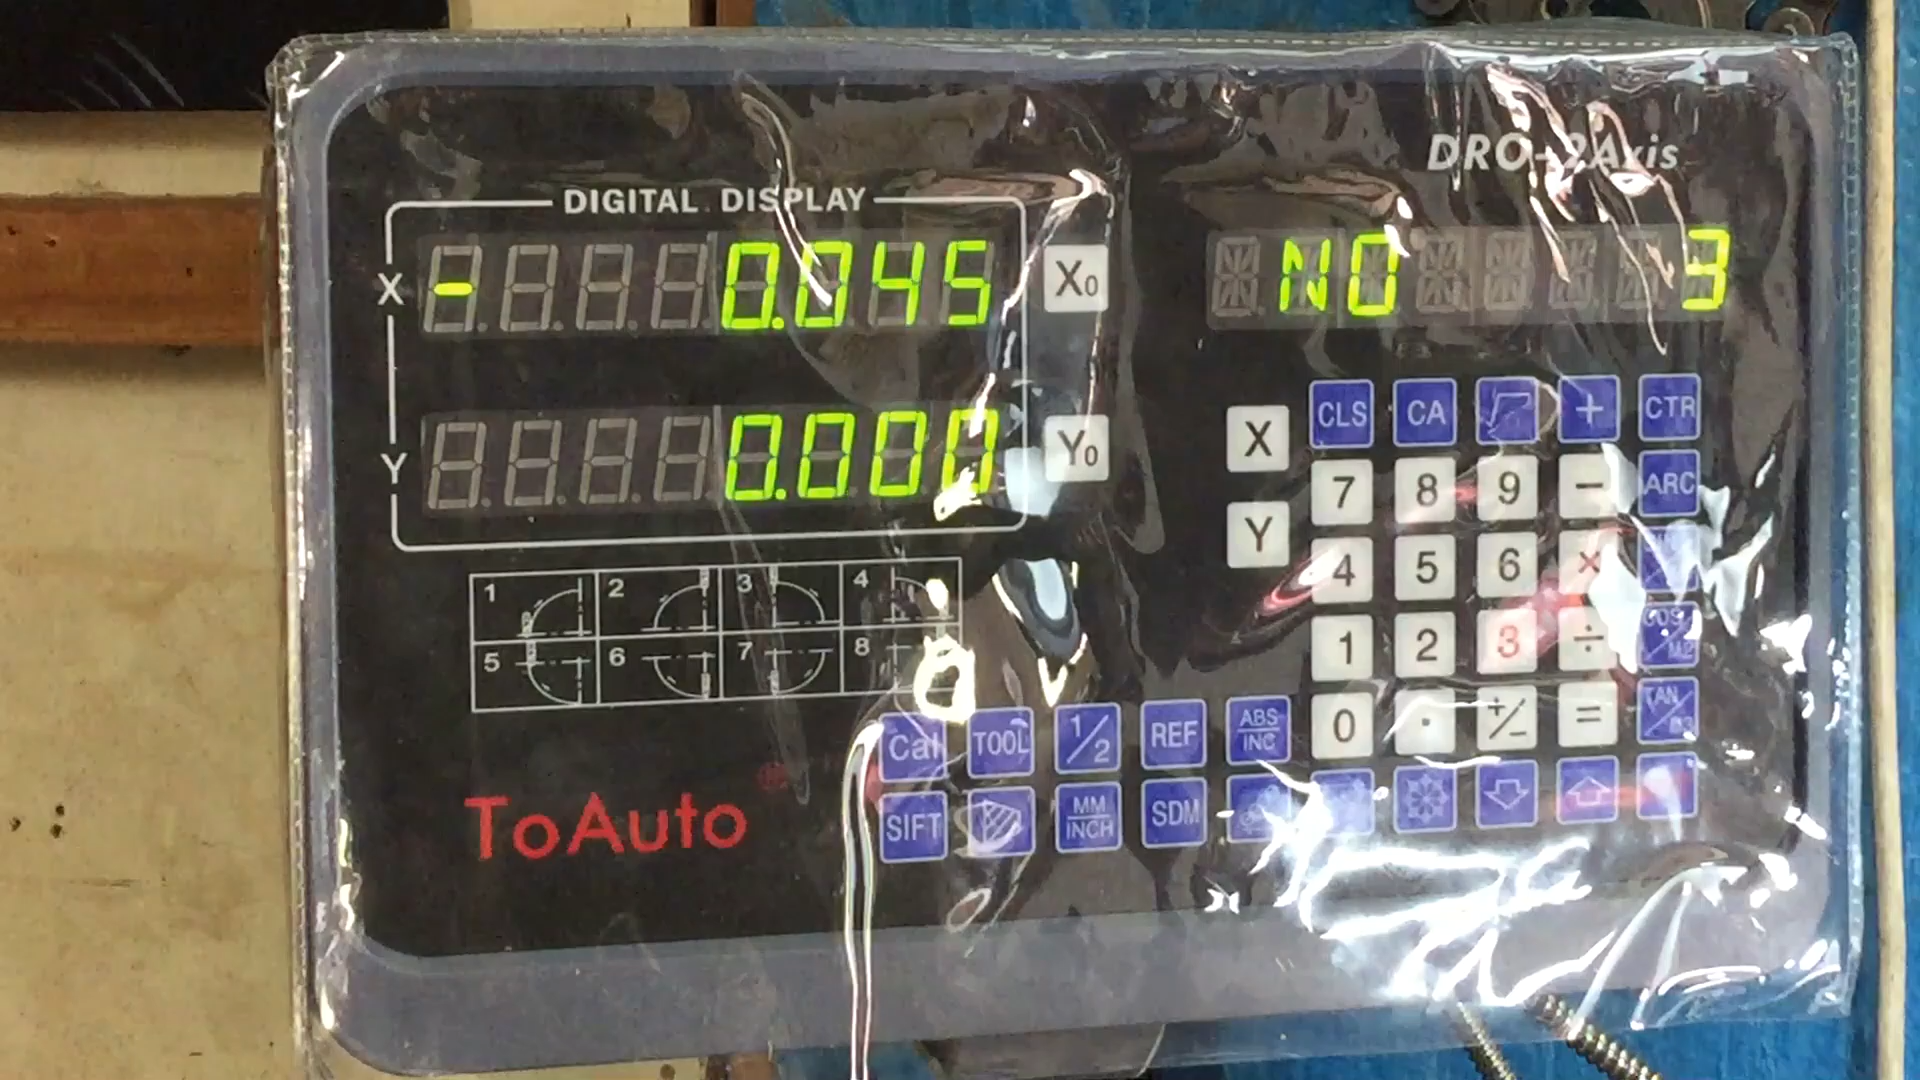 DRO-2Axis
DIGITAL DISPLAY
X - 0.045 X0
NO 3
Y 0.000 Y0
X CLS CA + CTR
7 8 9 - ARC
Y 4 5 6 ×
1 2 3 ÷ COS
0 . +/- = TAN
1 2 3 4
5 6 7 8
Cal TOOL 1/2 REF ABS/INC
SIFT MM/INCH SDM
ToAuto